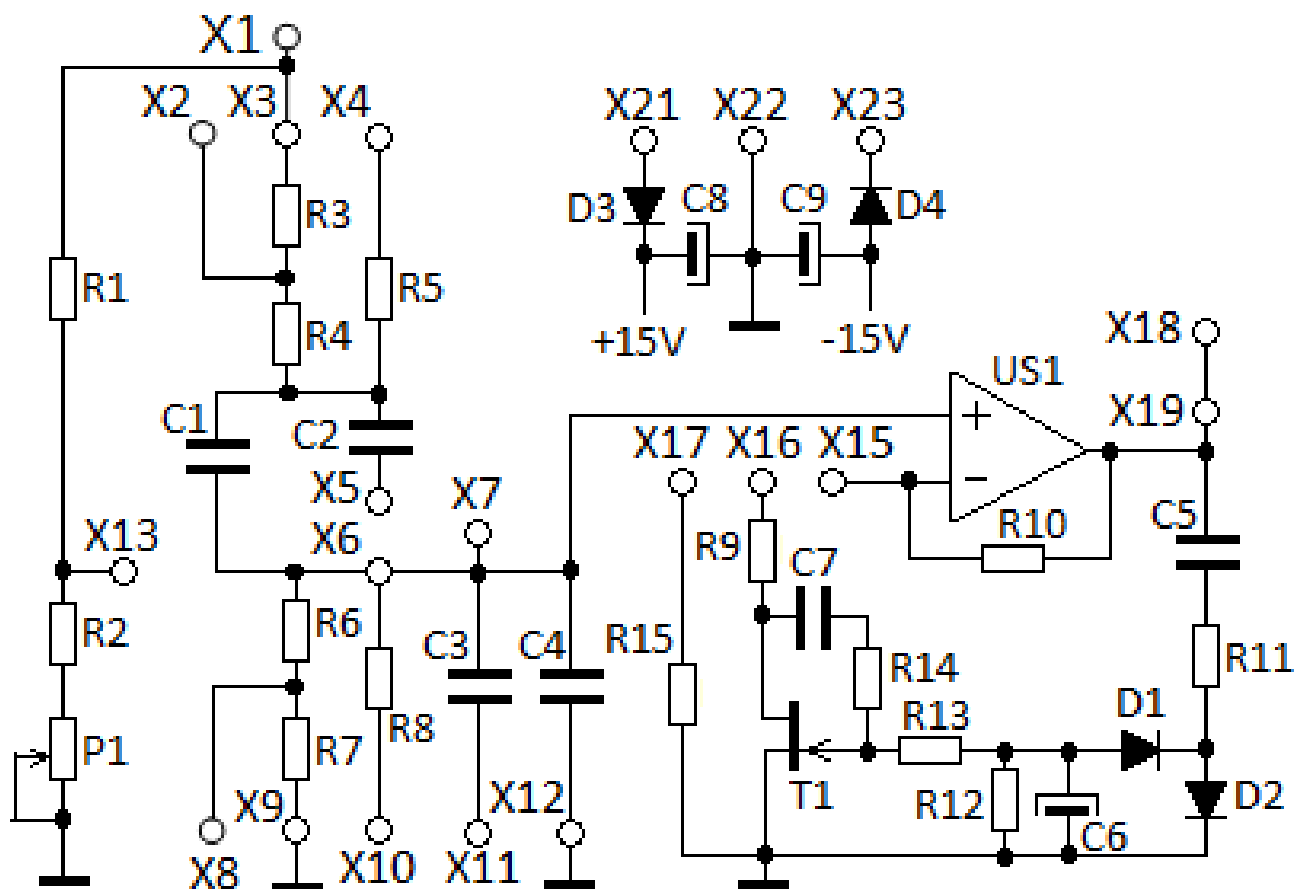 X1
X2 X3 X4
X21 X22 X23
R3
D3 C8 C9 D4
R1
R5
R4
+15V -15V
X18
US1
X19
C1
C2
+
X17 X16 X15
X5
X7
−
X13
X6
R10
C5
R9
C7
R2
R6
C3
C4
R15
R14
R11
P1
R7
R8
R13
D1
T1
X9
X12
R12
C6
D2
X8
X10
X11